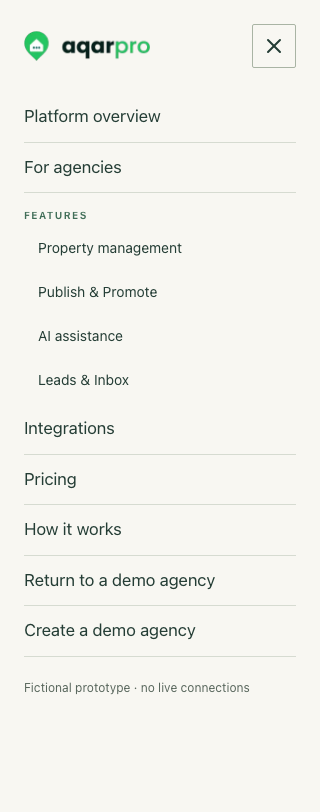 aqarpro
Platform overview
For agencies
FEATURES
Property management
Publish & Promote
AI assistance
Leads & Inbox
Integrations
Pricing
How it works
Return to a demo agency
Create a demo agency
Fictional prototype · no live connections